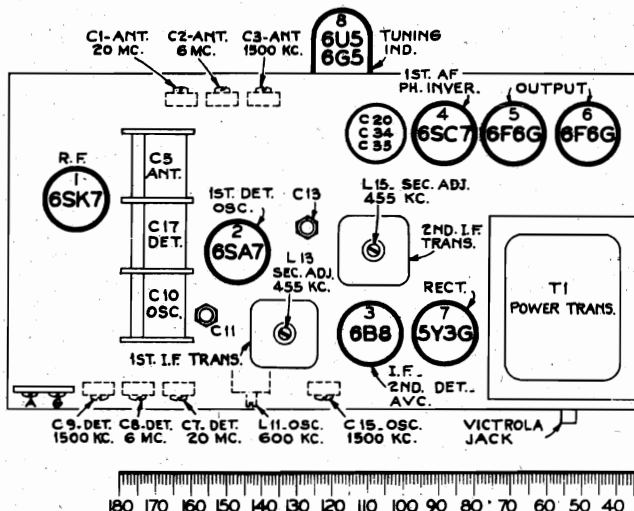 C1-ANT.
20 MC.
C2-ANT.
6 MC.
C3-ANT.
1500 KC.
8
6U5
6G5
TUNING
IND.
1ST. AF
PH. INVER.
OUTPUT
C 20
C 34
C 35
4
6SC7
5
6F6G
6
6F6G
R.F.
1
6SK7
C5
ANT.
C17
DET.
C10
OSC.
1ST. DET.
OSC.
2
6SA7
C13
L15. SEC. ADJ.
455 KC.
2ND. I.F.
TRANS.
L 13
SEC. ADJ.
455 KC.
C11
1ST. I.F TRANS.
3
6B8
I.F.
2ND. DET.
AVC.
RECT.
7
5Y3G
T1
POWER TRANS.
A
G
C9-DET.
1500 KC.
C8-DET.
6 MC.
C7-DET.
20 MC.
L11-OSC.
600 KC.
C15-OSC.
1500 KC.
VICTROLA
JACK
180 170 160 150 140 130 120 110 100 90 80 70 60 50 40